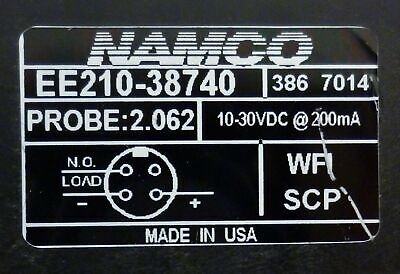 NAMCO
EE210-38740 386 7014
PROBE:2.062 10-30VDC @ 200mA
N.O.
LOAD
- +
WFI
SCP
MADE IN USA